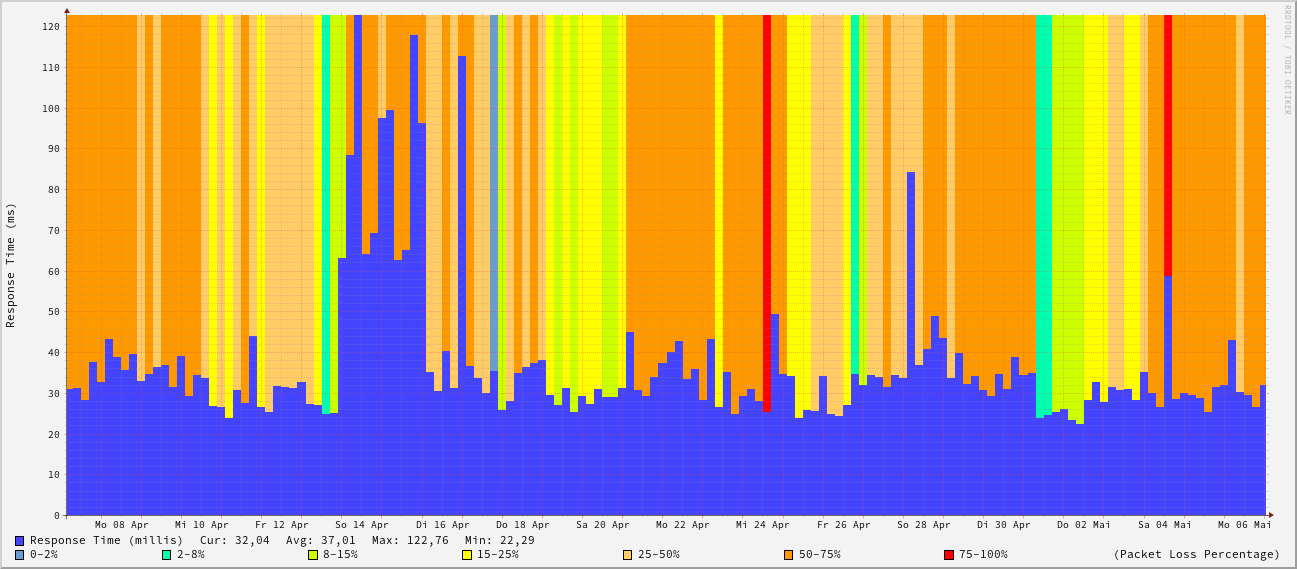 RRDTOOL / TOBI OETIKER
Response Time (ms)
120
110
100
90
80
70
60
50
40
30
20
10
0
Mo 08 Apr Mi 10 Apr Fr 12 Apr So 14 Apr Di 16 Apr Do 18 Apr Sa 20 Apr Mo 22 Apr Mi 24 Apr Fr 26 Apr So 28 Apr Di 30 Apr Do 02 Mai Sa 04 Mai Mo 06 Mai
Response Time (millis) Cur: 32,04 Avg: 37,01 Max: 122,76 Min: 22,29
0-2% 2-8% 8-15% 15-25% 25-50% 50-75% 75-100% (Packet Loss Percentage)